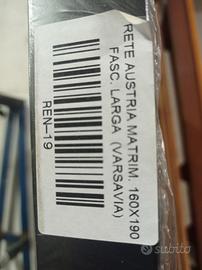 RETE AUSTRIA MATRIM. 160X190
FASC. LARGA (VARSAVIA)
REN-19
subito